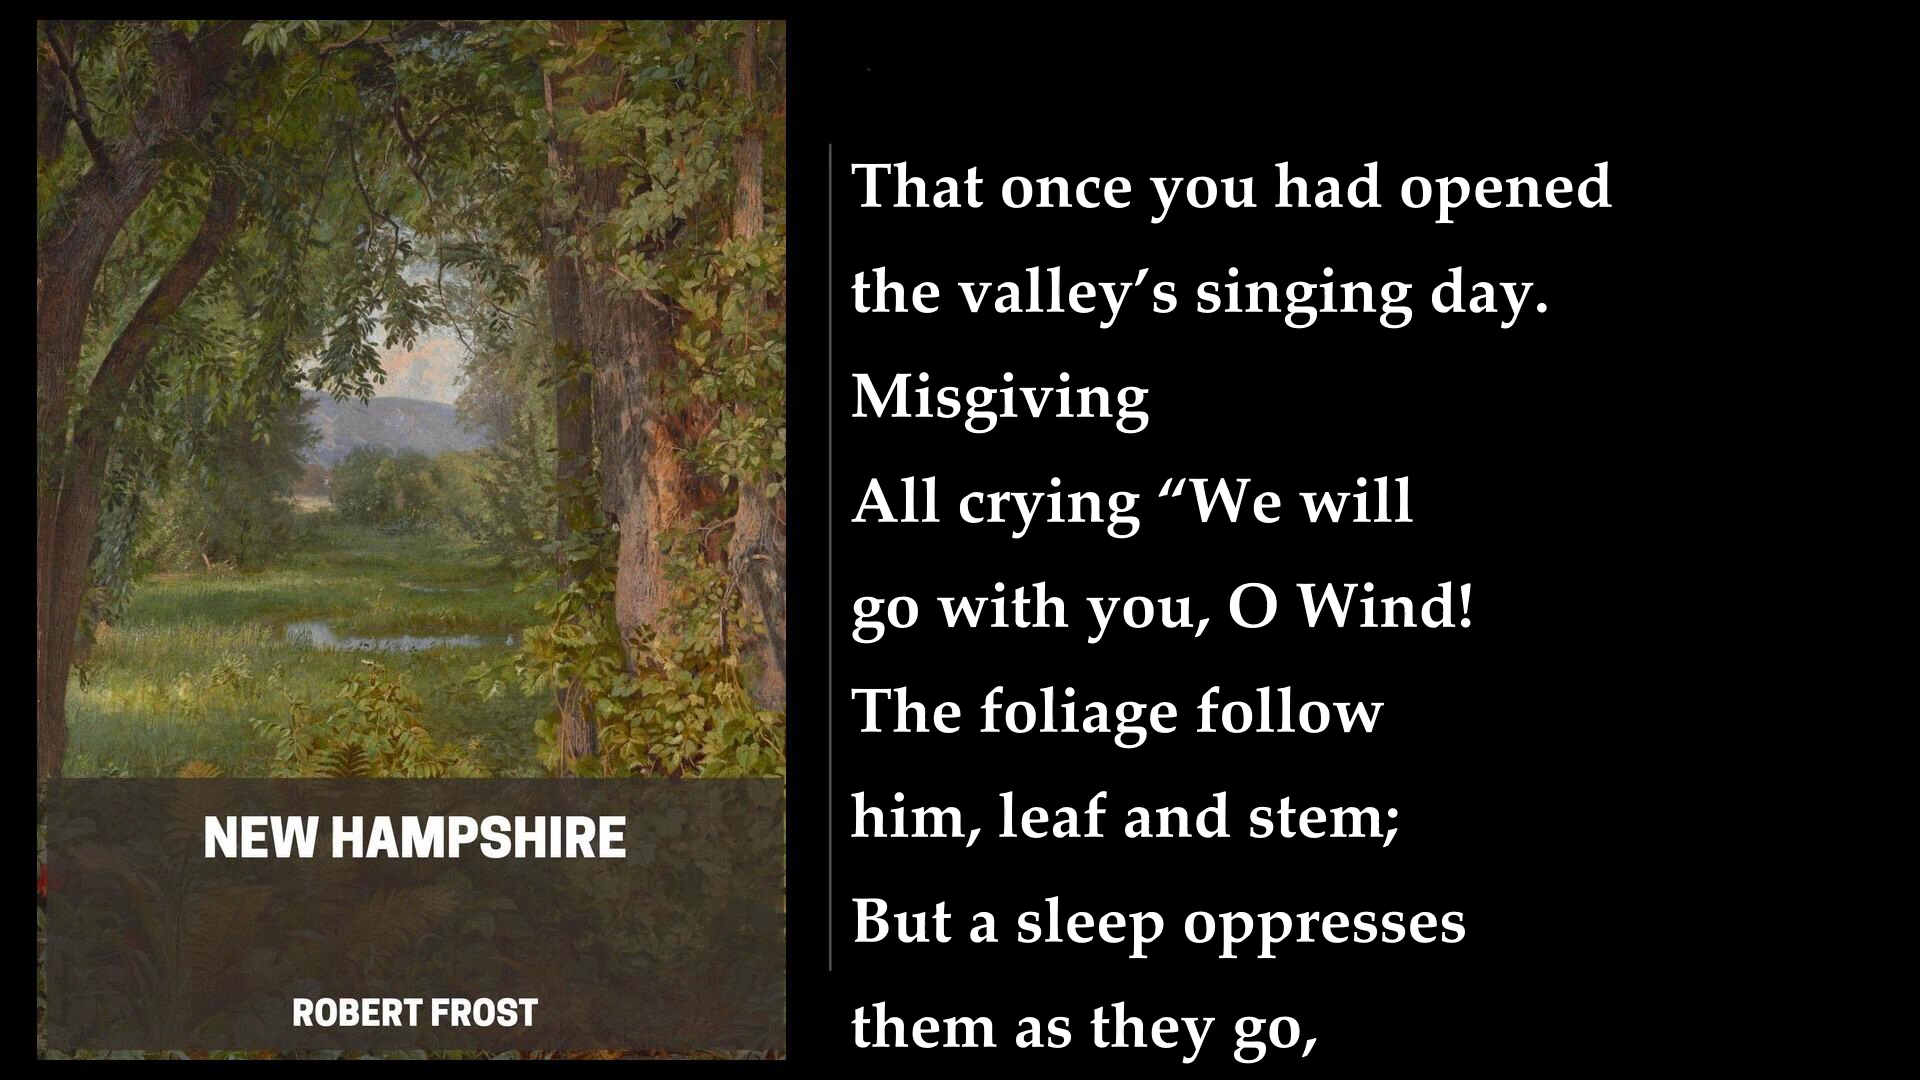 NEW HAMPSHIRE
ROBERT FROST
That once you had opened
the valley’s singing day.
Misgiving
All crying “We will
go with you, O Wind!
The foliage follow
him, leaf and stem;
But a sleep oppresses
them as they go,